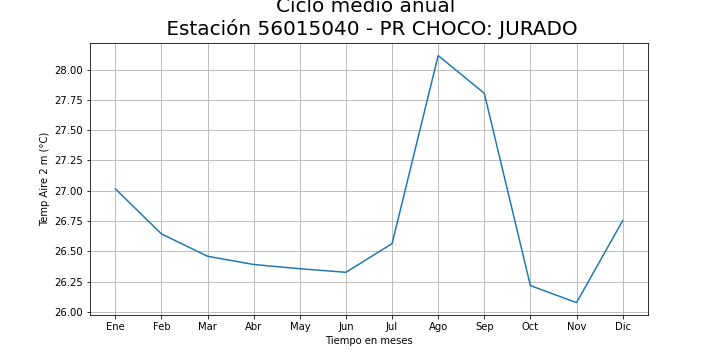 Ciclo medio anual
Estación 56015040 - PR CHOCO: JURADO
28.00
27.75
27.50
27.25
27.00
26.75
26.50
26.25
26.00
Temp Aire 2 m (°C)
Ene Feb Mar Abr May Jun Jul Ago Sep Oct Nov Dic
Tiempo en meses